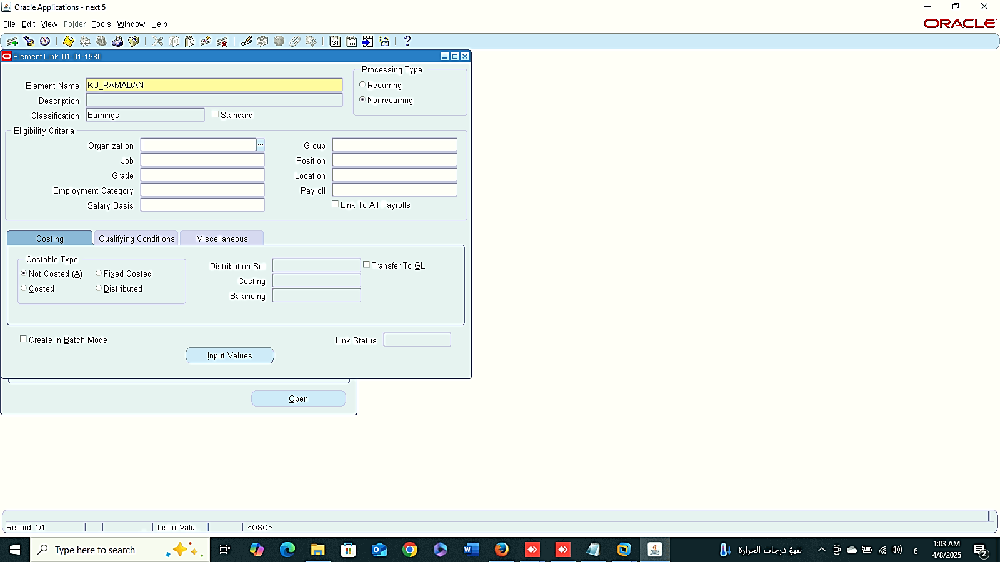 Oracle Applications - next 5
File Edit View Folder Tools Window Help
ORACLE
Element Link: 01-01-1980
Processing Type
Element Name KU_RAMADAN
Recurring
Description
Nonrecurring
Classification Earnings Standard
Eligibility Criteria
Organization ... Group
Job Position
Grade Location
Employment Category Payroll
Salary Basis Link To All Payrolls
Costing Qualifying Conditions Miscellaneous
Costable Type
Distribution Set Transfer To GL
Not Costed (A) Fixed Costed
Costing
Costed Distributed
Balancing
Create in Batch Mode Link Status
Input Values
Open
Record: 1/1 ... List of Valu... <OSC>
Type here to search
تنبؤ درجات الحرارة
ع
1:03 AM
4/8/2025
2